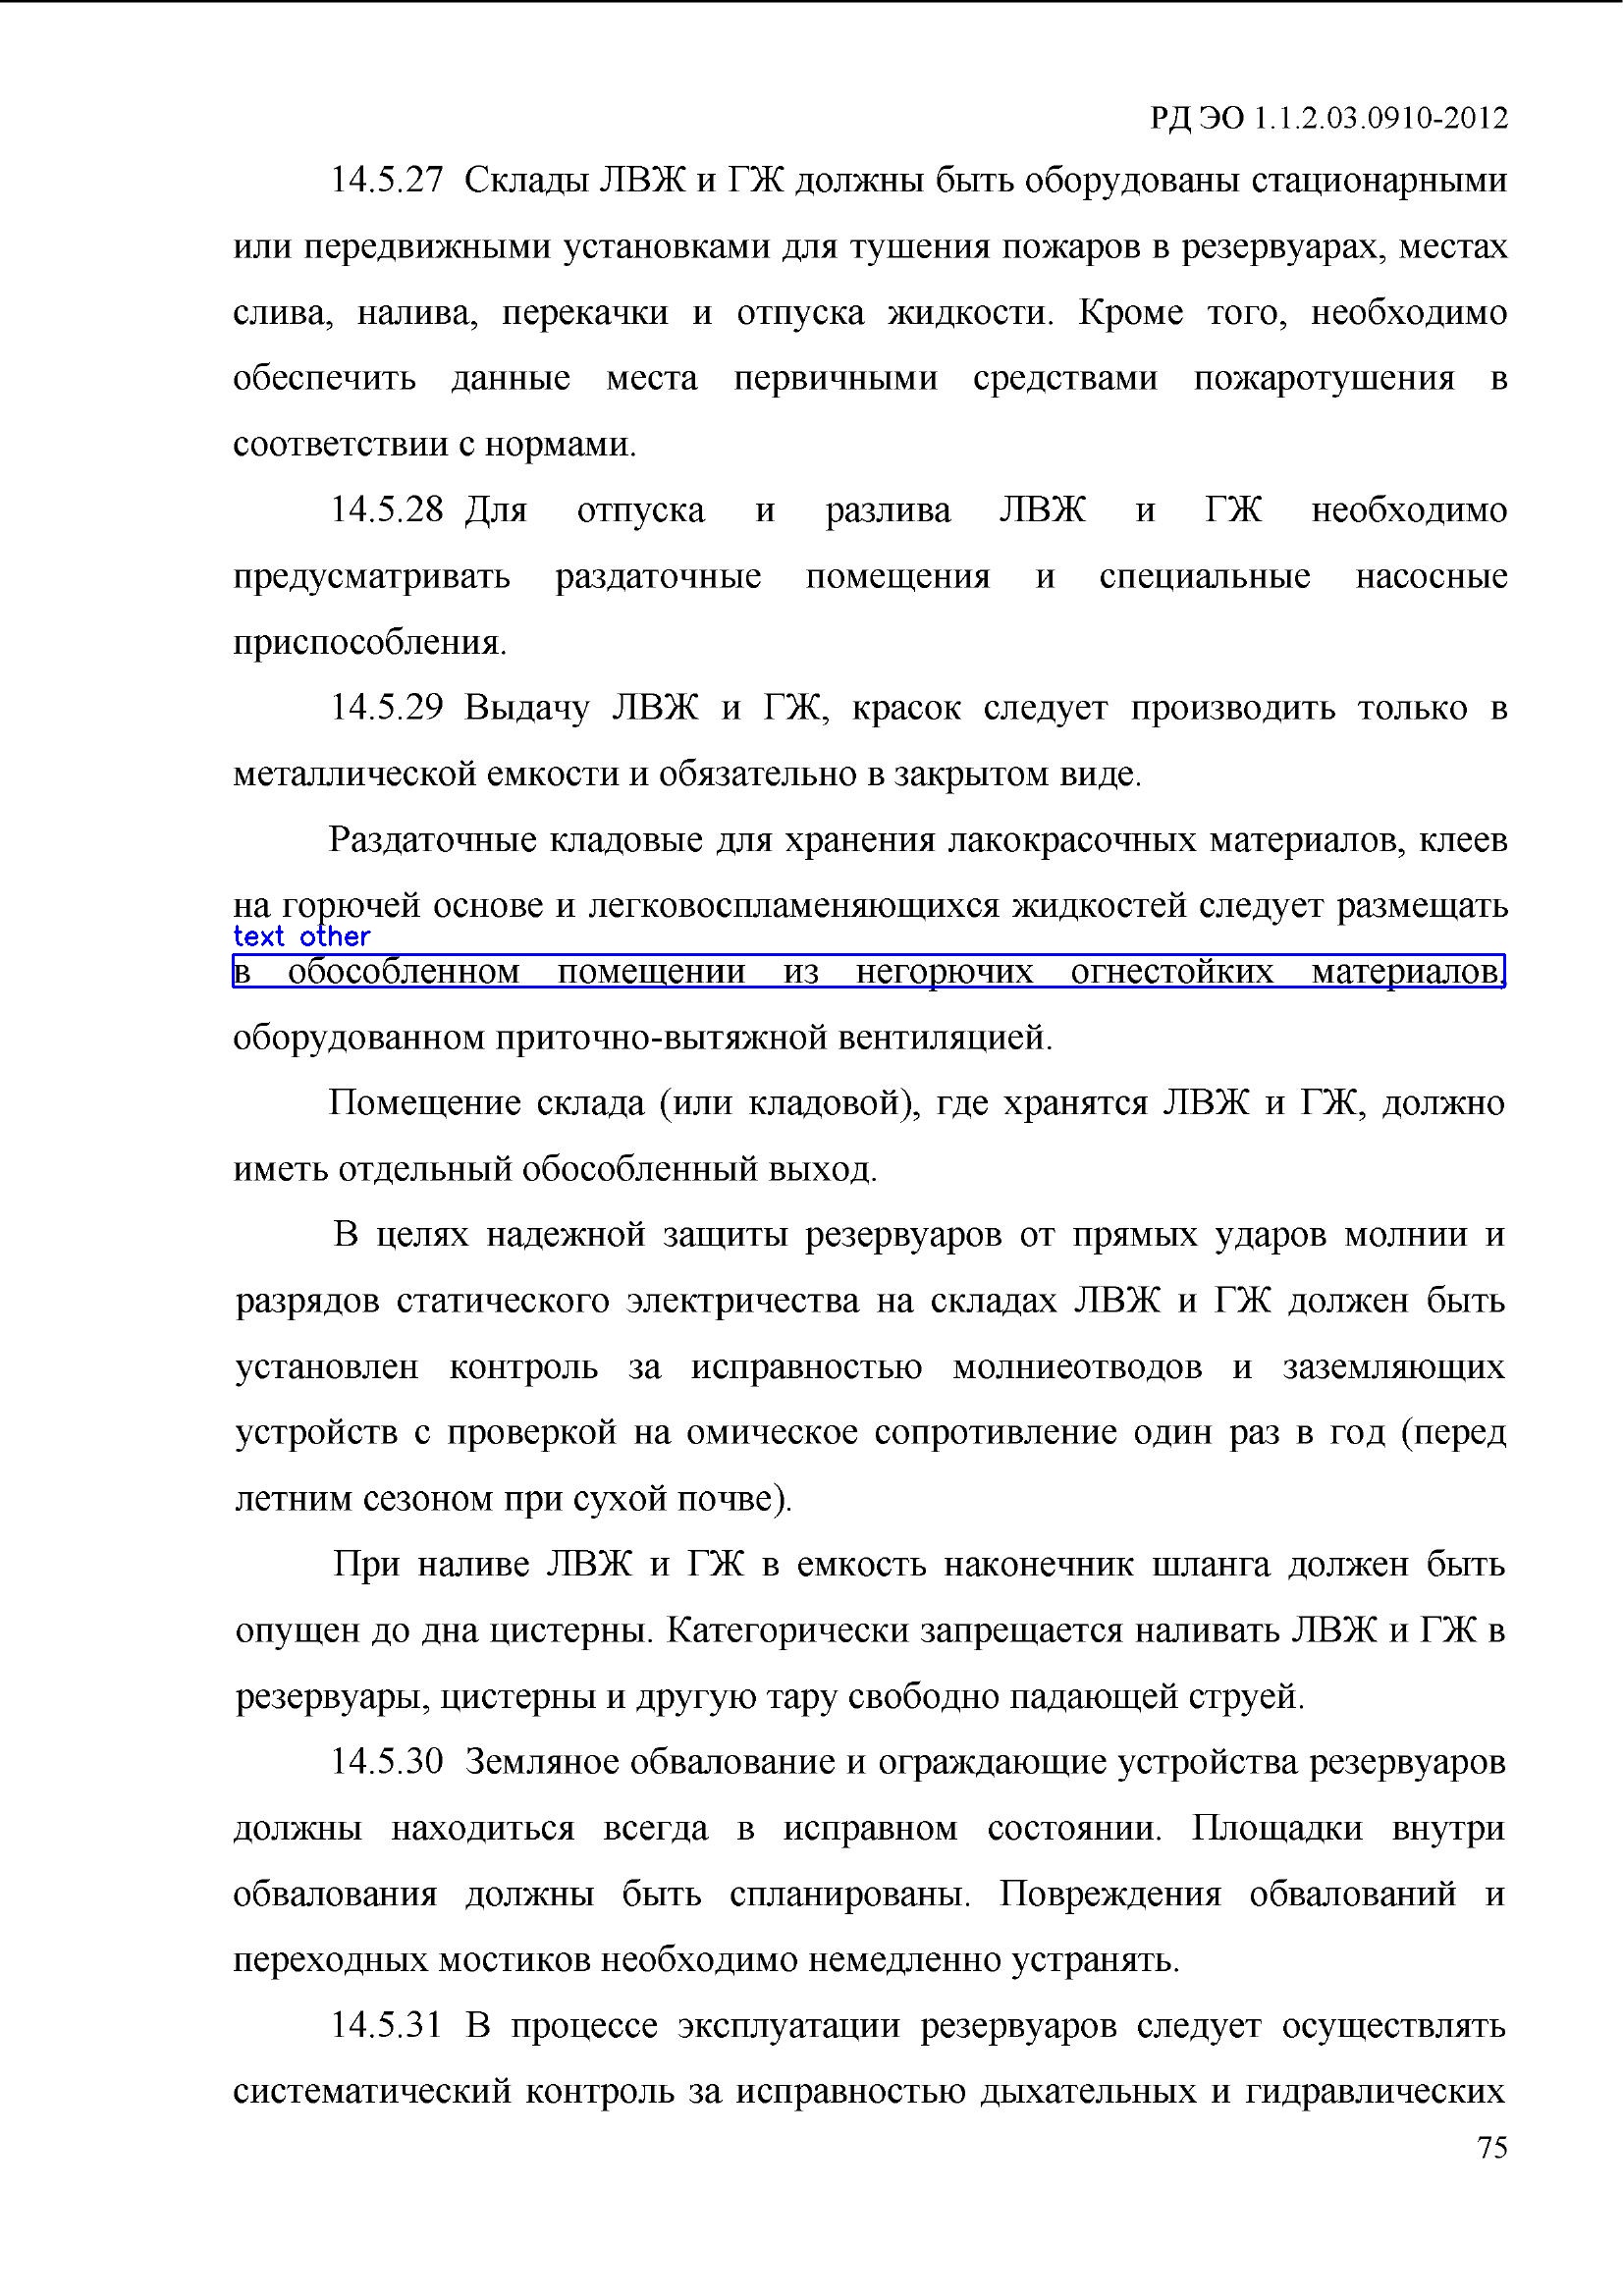 РД ЭО 1.1.2.03.0910-2012
14.5.27 Склады ЛВЖ и ГЖ должны быть оборудованы стационарными
или передвижными установками для тушения пожаров в резервуарах, местах
слива, налива, перекачки и отпуска жидкости. Кроме того, необходимо
обеспечить данные места первичными средствами пожаротушения в
соответствии с нормами.
14.5.28 Для отпуска и разлива ЛВЖ и ГЖ необходимо
предусматривать раздаточные помещения и специальные насосные
приспособления.
14.5.29 Выдачу ЛВЖ и ГЖ, красок следует производить только в
металлической емкости и обязательно в закрытом виде.
Раздаточные кладовые для хранения лакокрасочных материалов, клеев
на горючей основе и легковоспламеняющихся жидкостей следует размещать
text other
в обособленном помещении из негорючих огнестойких материалов,
оборудованном приточно-вытяжной вентиляцией.
Помещение склада (или кладовой), где хранятся ЛВЖ и ГЖ, должно
иметь отдельный обособленный выход.
В целях надежной защиты резервуаров от прямых ударов молнии и
разрядов статического электричества на складах ЛВЖ и ГЖ должен быть
установлен контроль за исправностью молниеотводов и заземляющих
устройств с проверкой на омическое сопротивление один раз в год (перед
летним сезоном при сухой почве).
При наливе ЛВЖ и ГЖ в емкость наконечник шланга должен быть
опущен до дна цистерны. Категорически запрещается наливать ЛВЖ и ГЖ в
резервуары, цистерны и другую тару свободно падающей струей.
14.5.30 Земляное обвалование и ограждающие устройства резервуаров
должны находиться всегда в исправном состоянии. Площадки внутри
обвалования должны быть спланированы. Повреждения обвалований и
переходных мостиков необходимо немедленно устранять.
14.5.31 В процессе эксплуатации резервуаров следует осуществлять
систематический контроль за исправностью дыхательных и гидравлических
75